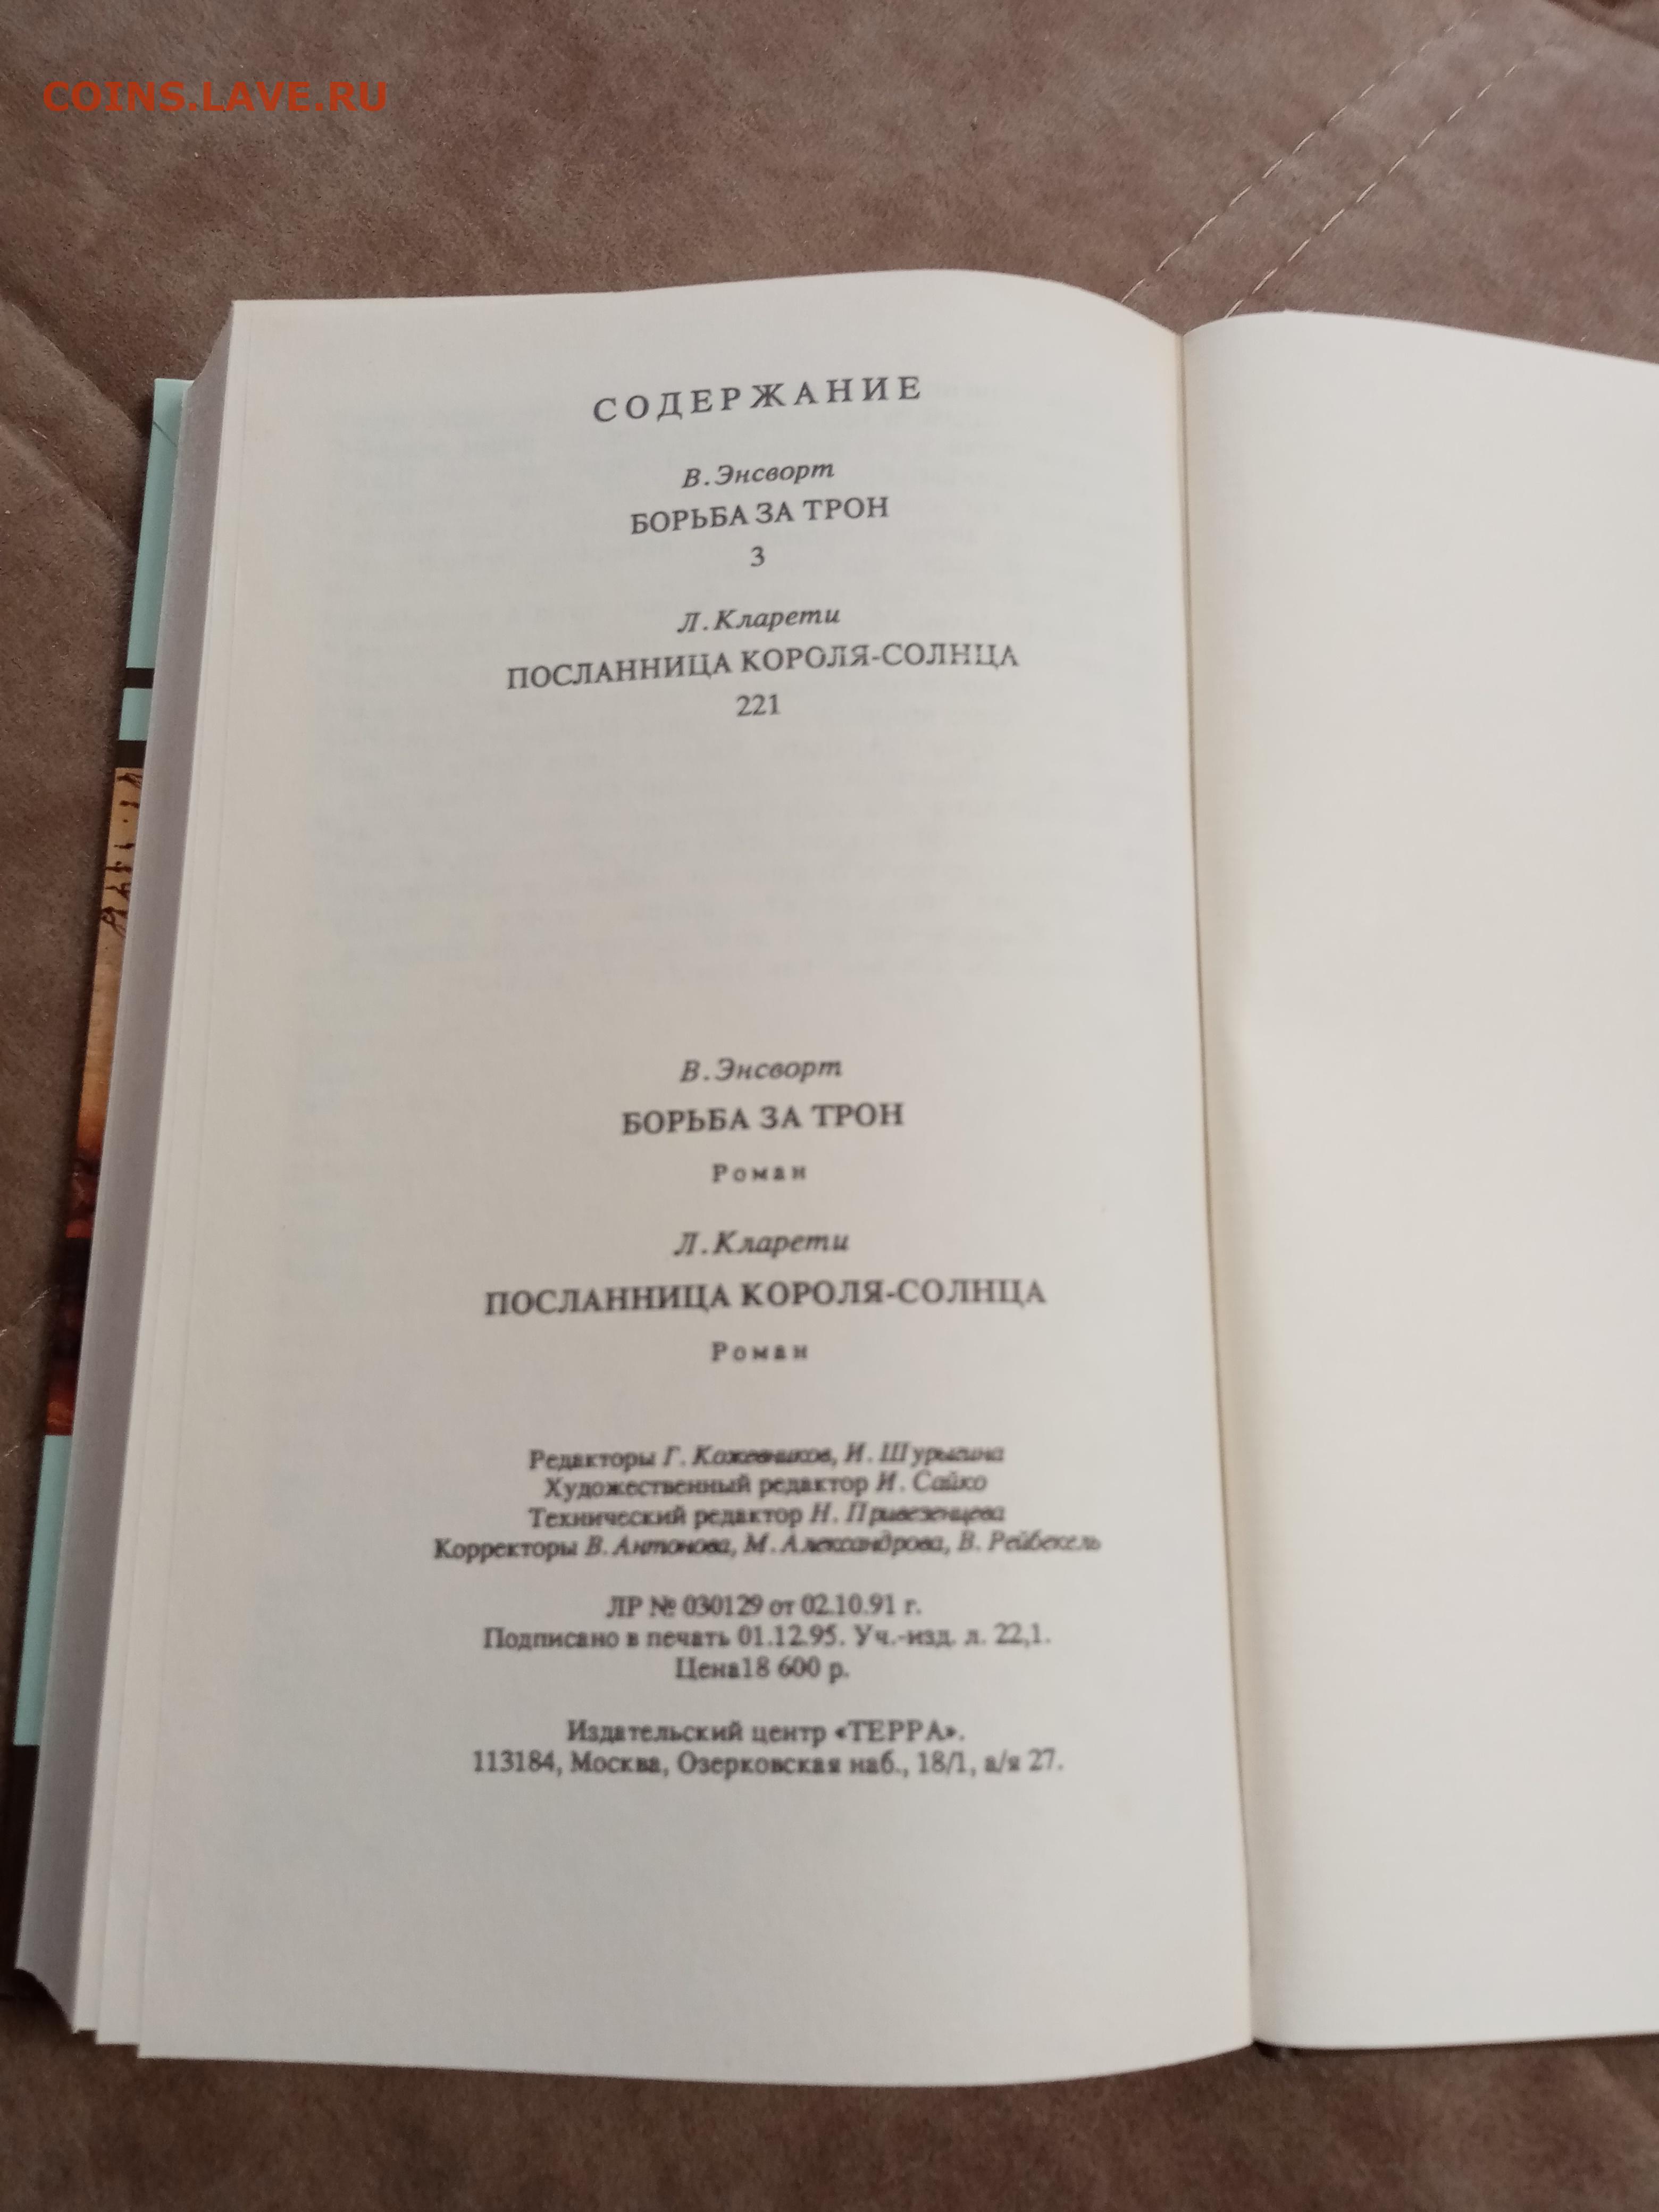 COINS.LAVE.RU
СОДЕРЖАНИЕ
В.Энсворт
БОРЬБА ЗА ТРОН
3
Л.Кларети
ПОСЛАННИЦА КОРОЛЯ-СОЛНЦА
221
В.Энсворт
БОРЬБА ЗА ТРОН
Роман
Л.Кларети
ПОСЛАННИЦА КОРОЛЯ-СОЛНЦА
Роман
Редакторы Г. Кожевников, И. Шурыгина
Художественный редактор И. Сайко
Технический редактор Н. Привезенцева
Корректоры В. Антонова, М. Александрова, В. Рейбекель
ЛР № 030129 от 02.10.91 г.
Подписано в печать 01.12.95. Уч.-изд. л. 22,1.
Цена18 600 р.
Издательский центр «ТЕРРА».
113184, Москва, Озерковская наб., 18/1, а/я 27.